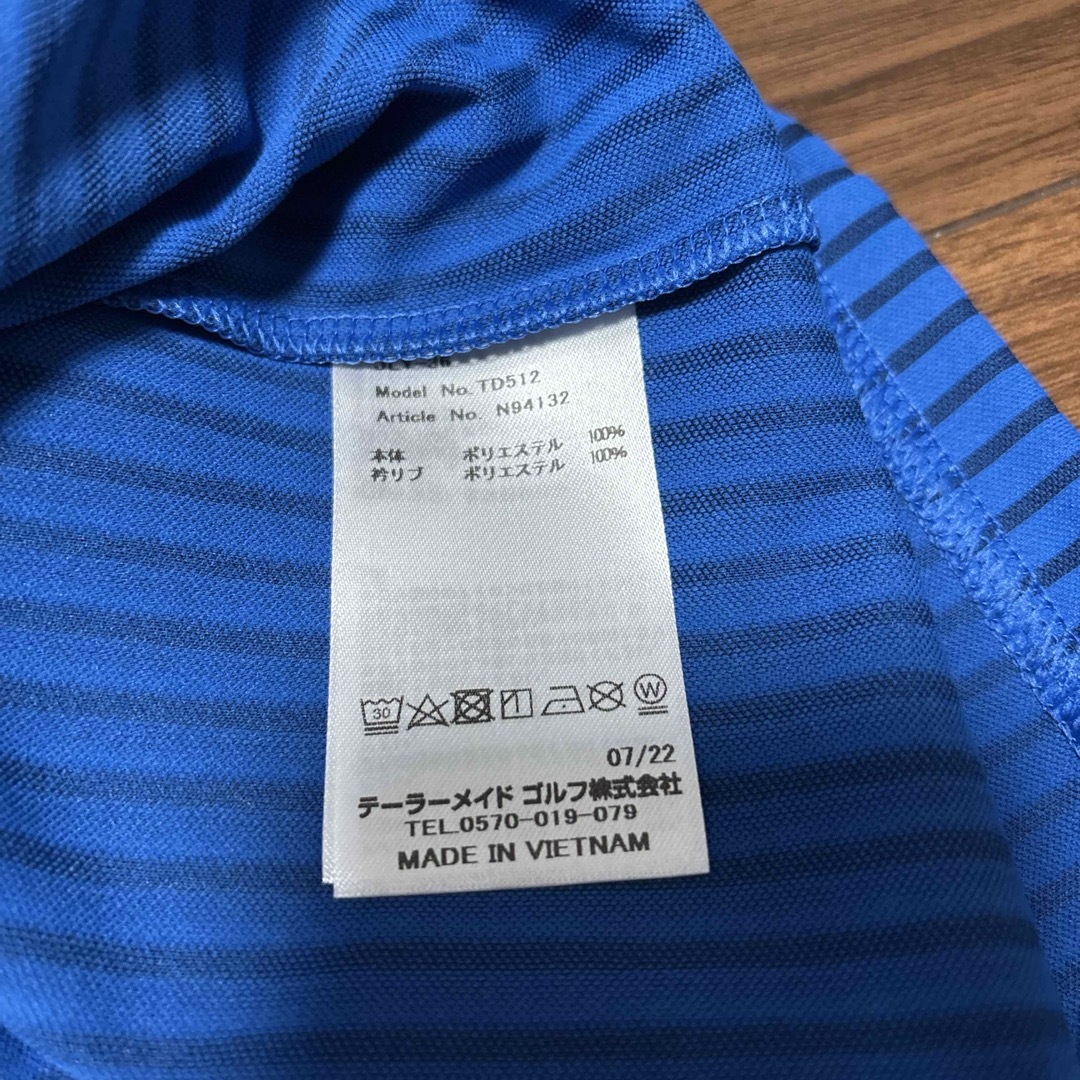 Model No. TD512
Article No. N94132
本体 ポリエステル 100%
衿リブ ポリエステル 100%
30
W
07/22
テーラーメイド ゴルフ株式会社
TEL.0570-019-079
MADE IN VIETNAM